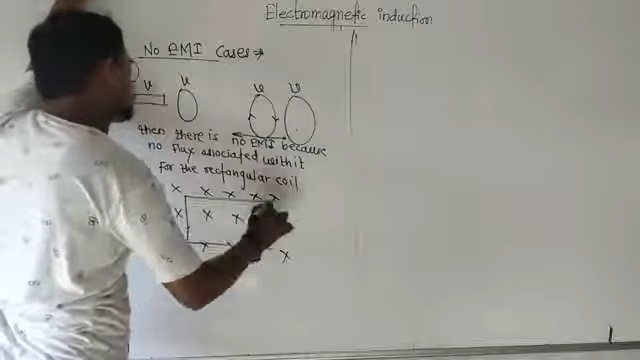 Electromagnetic induction
No EMI Cases ⇒
v v v v
then there is no EMI because
no flux associated with it
For the rectangular coil
x x x x x
x x x
x x x x